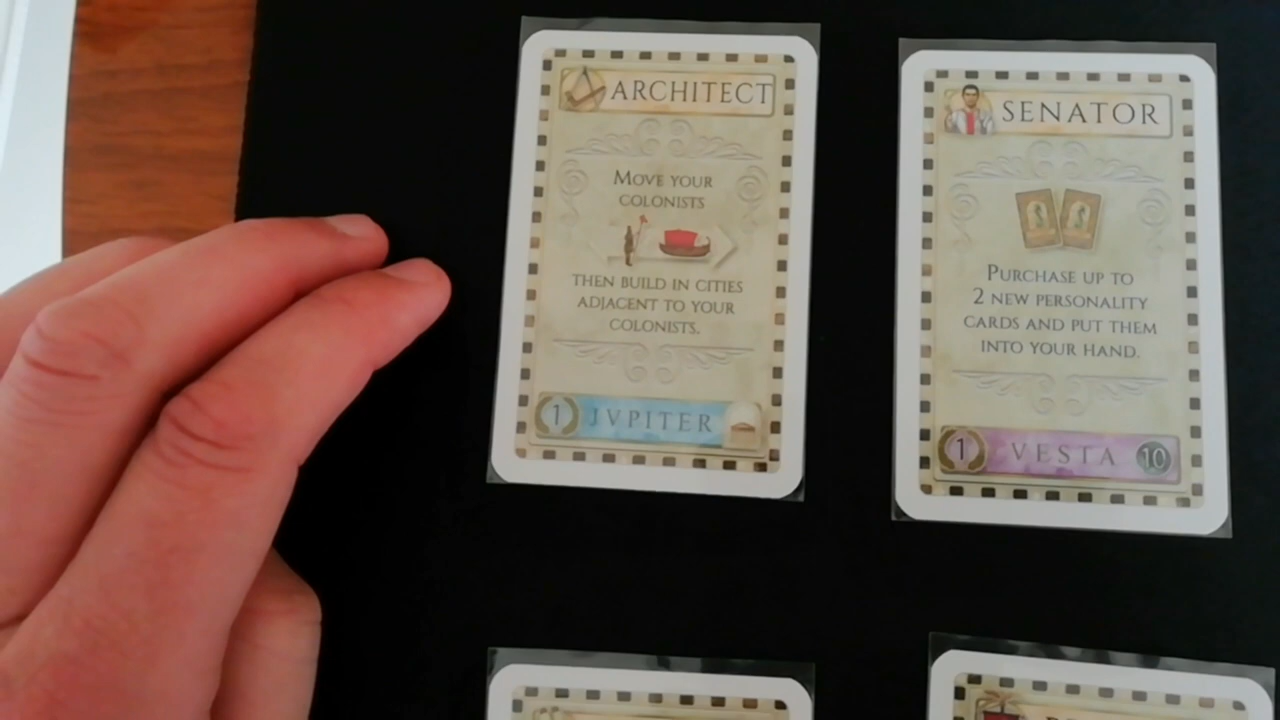 ARCHITECT
MOVE YOUR
COLONISTS
THEN BUILD IN CITIES
ADJACENT TO YOUR
COLONISTS.
1 JVPITER
SENATOR
PURCHASE UP TO
2 NEW PERSONALITY
CARDS AND PUT THEM
INTO YOUR HAND.
1 VESTA 10